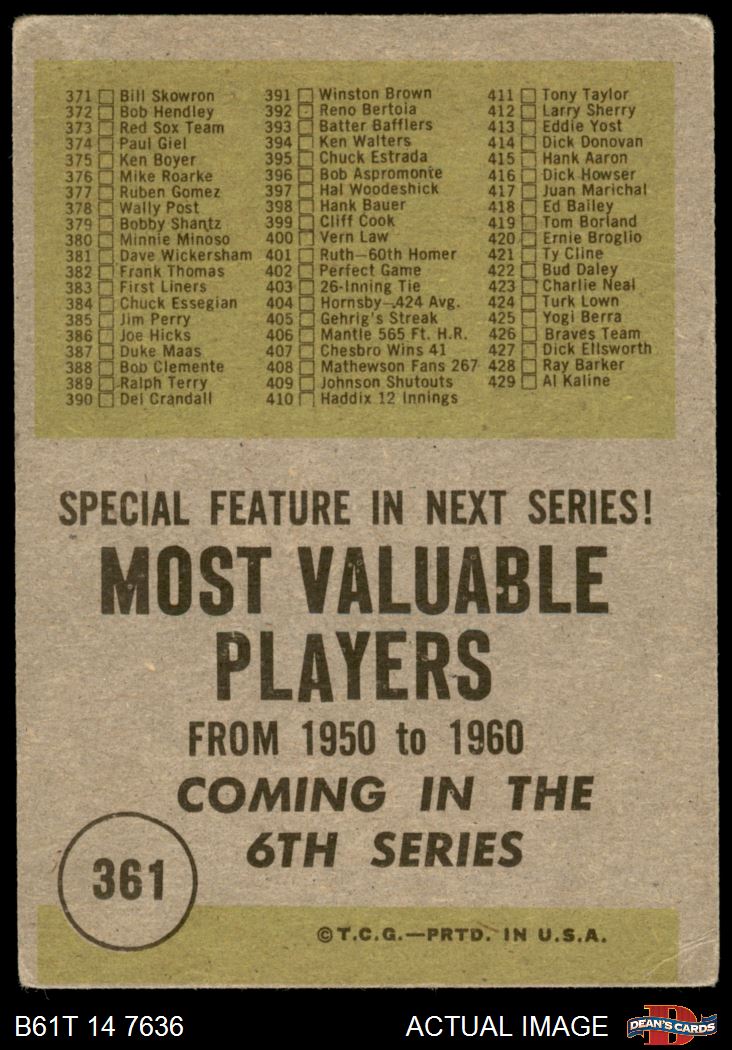 371 Bill Skowron
372 Bob Hendley
373 Red Sox Team
374 Paul Giel
375 Ken Boyer
376 Mike Roarke
377 Ruben Gomez
378 Wally Post
379 Bobby Shantz
380 Minnie Minoso
381 Dave Wickersham
382 Frank Thomas
383 First Liners
384 Chuck Essegian
385 Jim Perry
386 Joe Hicks
387 Duke Maas
388 Bob Clemente
389 Ralph Terry
390 Del Crandall
391 Winston Brown
392 Reno Bertoia
393 Batter Bafflers
394 Ken Walters
395 Chuck Estrada
396 Bob Aspromonte
397 Hal Woodeshick
398 Hank Bauer
399 Cliff Cook
400 Vern Law
401 Ruth—60th Homer
402 Perfect Game
403 26-Inning Tie
404 Hornsby—.424 Avg.
405 Gehrig's Streak
406 Mantle 565 Ft. H.R.
407 Chesbro Wins 41
408 Mathewson Fans 267
409 Johnson Shutouts
410 Haddix 12 Innings
411 Tony Taylor
412 Larry Sherry
413 Eddie Yost
414 Dick Donovan
415 Hank Aaron
416 Dick Howser
417 Juan Marichal
418 Ed Bailey
419 Tom Borland
420 Ernie Broglio
421 Ty Cline
422 Bud Daley
423 Charlie Neal
424 Turk Lown
425 Yogi Berra
426 Braves Team
427 Dick Ellsworth
428 Ray Barker
429 Al Kaline
SPECIAL FEATURE IN NEXT SERIES!
MOST VALUABLE
PLAYERS
FROM 1950 to 1960
COMING IN THE
6TH SERIES
361
©T.C.G.—PRTD. IN U.S.A.
B61T 14 7636
ACTUAL IMAGE
D
DEAN'S CARDS